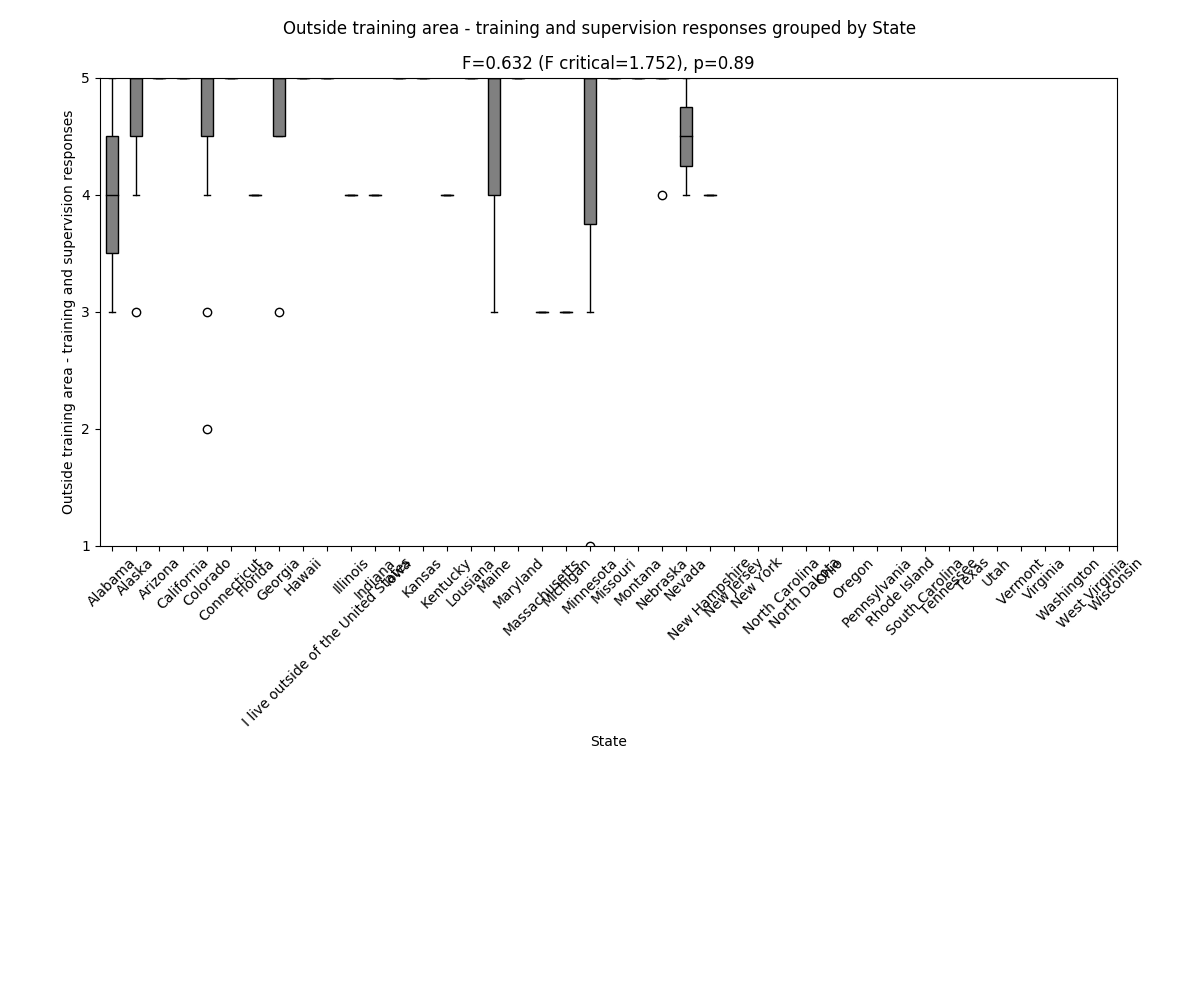 Outside training area - training and supervision responses grouped by State
F=0.632 (F critical=1.752), p=0.89
Outside training area - training and supervision responses
5
4
3
2
1
Alabama
Alaska
Arizona
California
Colorado
Connecticut
Florida
Georgia
Hawaii
I live outside of the United States
Illinois
Indiana
Iowa
Kansas
Kentucky
Lousiana
Maine
Maryland
Massachusetts
Michigan
Minnesota
Missouri
Montana
Nebraska
Nevada
New Hampshire
New Jersey
New York
North Carolina
North Dakota
Ohio
Oregon
Pennsylvania
Rhode Island
South Carolina
Tennessee
Texas
Utah
Vermont
Virginia
Washington
West Virginia
Wisconsin
State